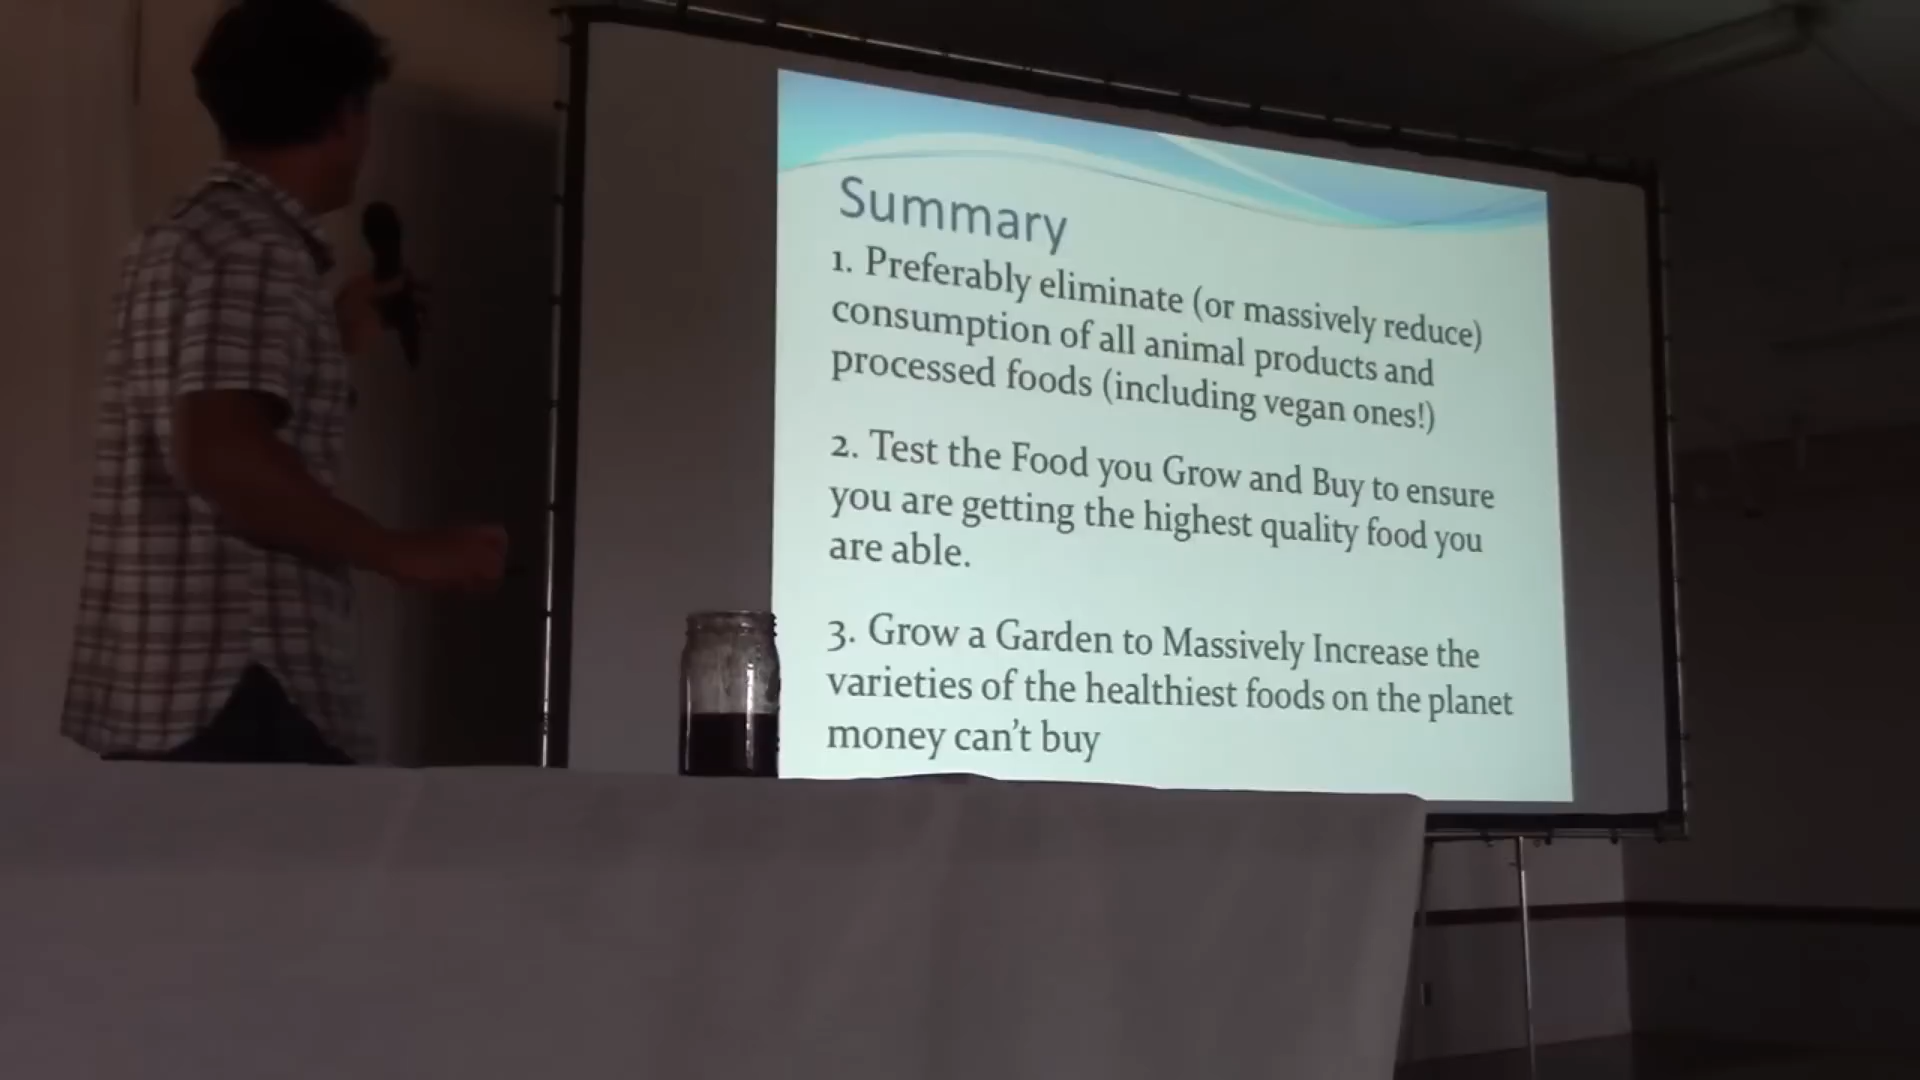 Summary
1. Preferably eliminate (or massively reduce)
consumption of all animal products and
processed foods (including vegan ones!)
2. Test the Food you Grow and Buy to ensure
you are getting the highest quality food you
are able.
3. Grow a Garden to Massively Increase the
varieties of the healthiest foods on the planet
money can't buy